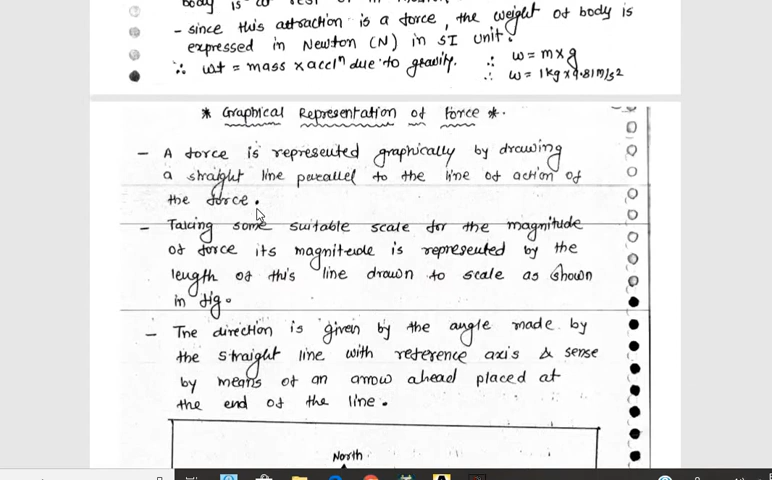 body is
- since this attraction is a force, the weight of body is
expressed in Newton (N) in SI unit.
∴ wt = mass x accln due to gravity. ∴ w = m x g
∴ w = 1kg x 9.81 m/s2
* Graphical Representation of Force *.
- A force is represented graphically by drawing
a straight line parallel to the line of action of
the force.
- Taking some suitable scale for the magnitude
of force its magnitude is represented by the
length of this line drawn to scale as shown
in fig.
- The direction is given by the angle made by
the straight line with reference axis & sense
by means of an arrow ahead placed at
the end of the line.
North